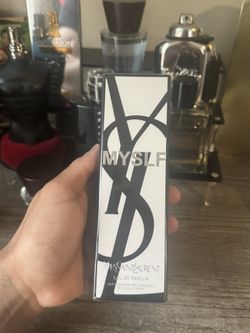 MYSLF
YVESSAINTLAURENT
EAU DE PARFUM